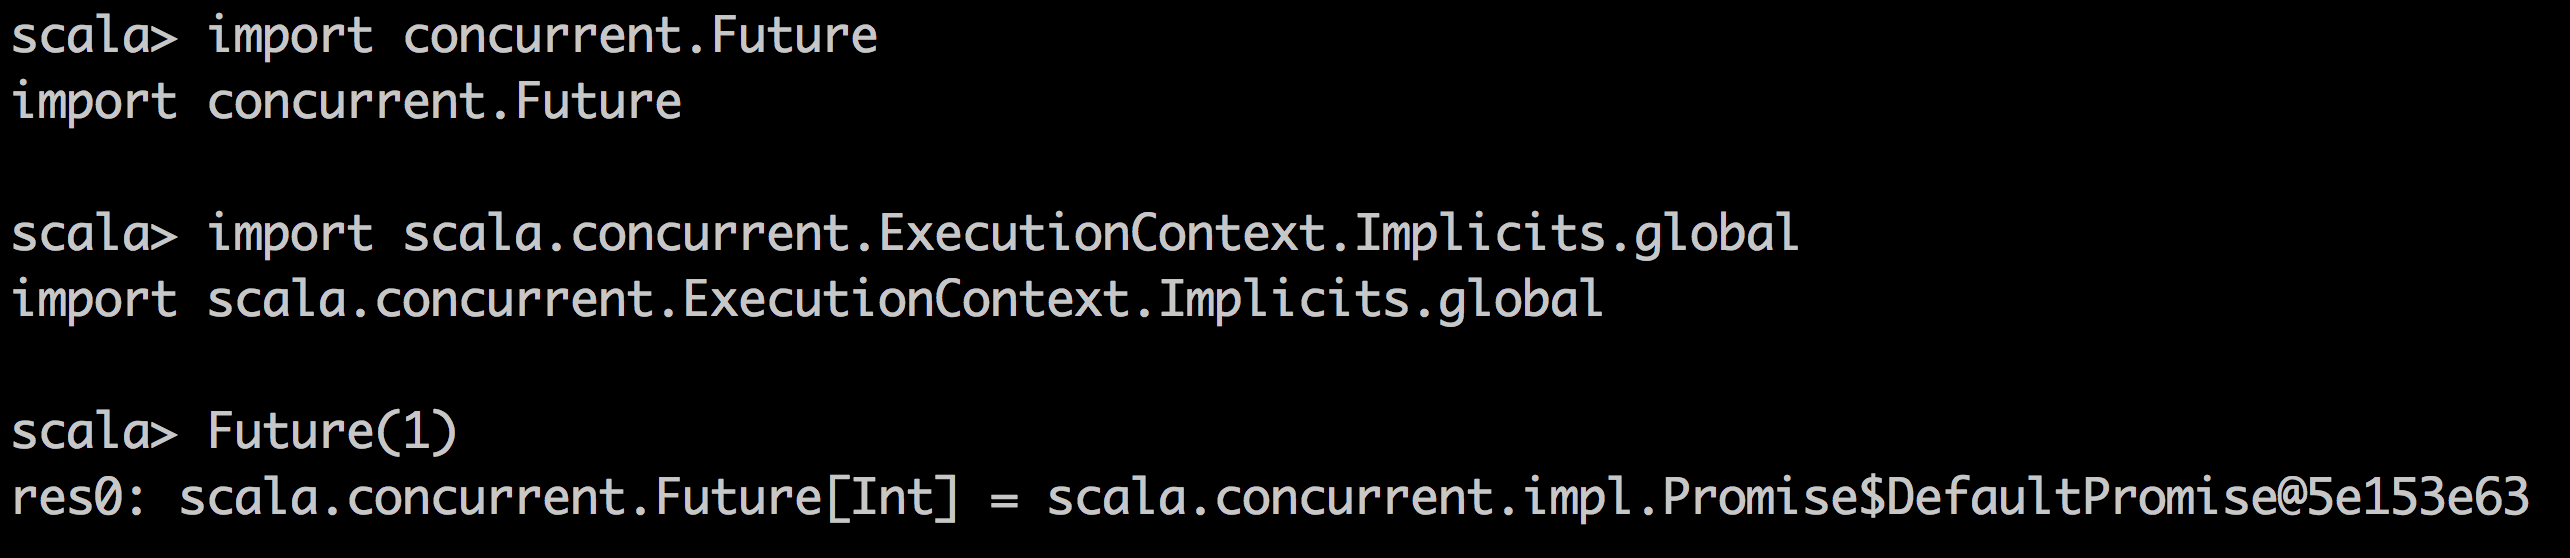 scala> import concurrent.Future
import concurrent.Future
scala> import scala.concurrent.ExecutionContext.Implicits.global
import scala.concurrent.ExecutionContext.Implicits.global
scala> Future(1)
res0: scala.concurrent.Future[Int] = scala.concurrent.impl.Promise$DefaultPromise@5e153e63